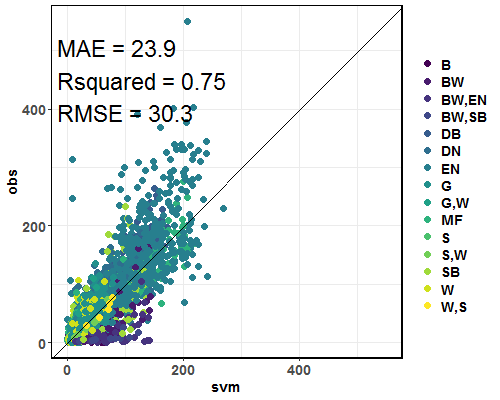 MAE = 23.9
Rsquared = 0.75
RMSE = 30.3
400
200
0
obs
0
200
400
svm
B
BW
BW,EN
BW,SB
DB
DN
EN
G
G,W
MF
S
S,W
SB
W
W,S